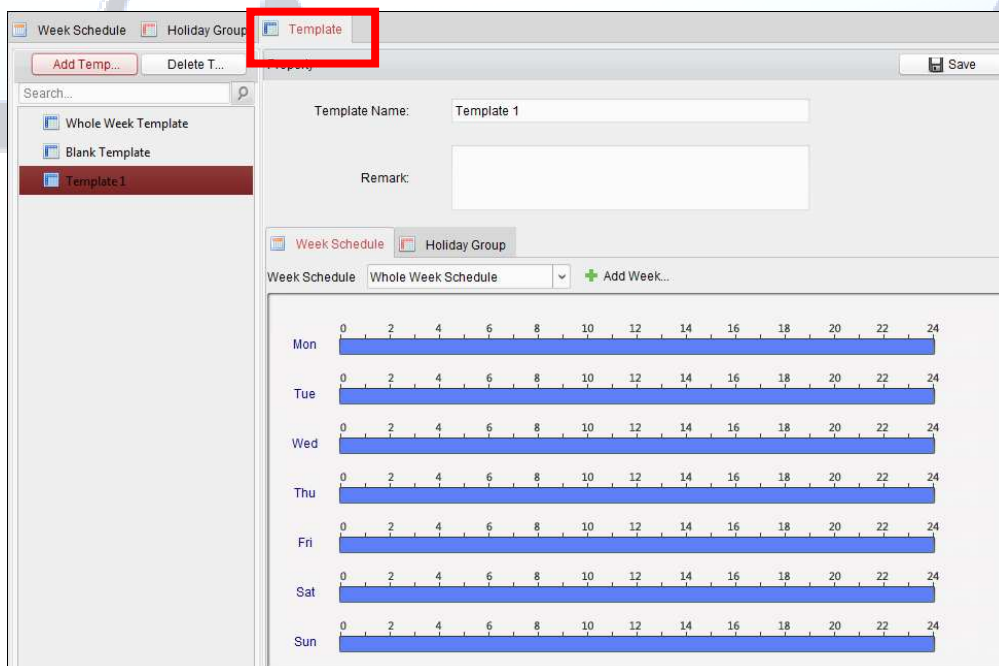 Week Schedule Holiday Group Template
Add Temp... Delete T... Property Save
Search...
Whole Week Template
Blank Template
Template 1
Template Name: Template 1
Remark:
Week Schedule Holiday Group
Week Schedule Whole Week Schedule Add Week...
0 2 4 6 8 10 12 14 16 18 20 22 24
Mon
0 2 4 6 8 10 12 14 16 18 20 22 24
Tue
0 2 4 6 8 10 12 14 16 18 20 22 24
Wed
0 2 4 6 8 10 12 14 16 18 20 22 24
Thu
0 2 4 6 8 10 12 14 16 18 20 22 24
Fri
0 2 4 6 8 10 12 14 16 18 20 22 24
Sat
0 2 4 6 8 10 12 14 16 18 20 22 24
Sun